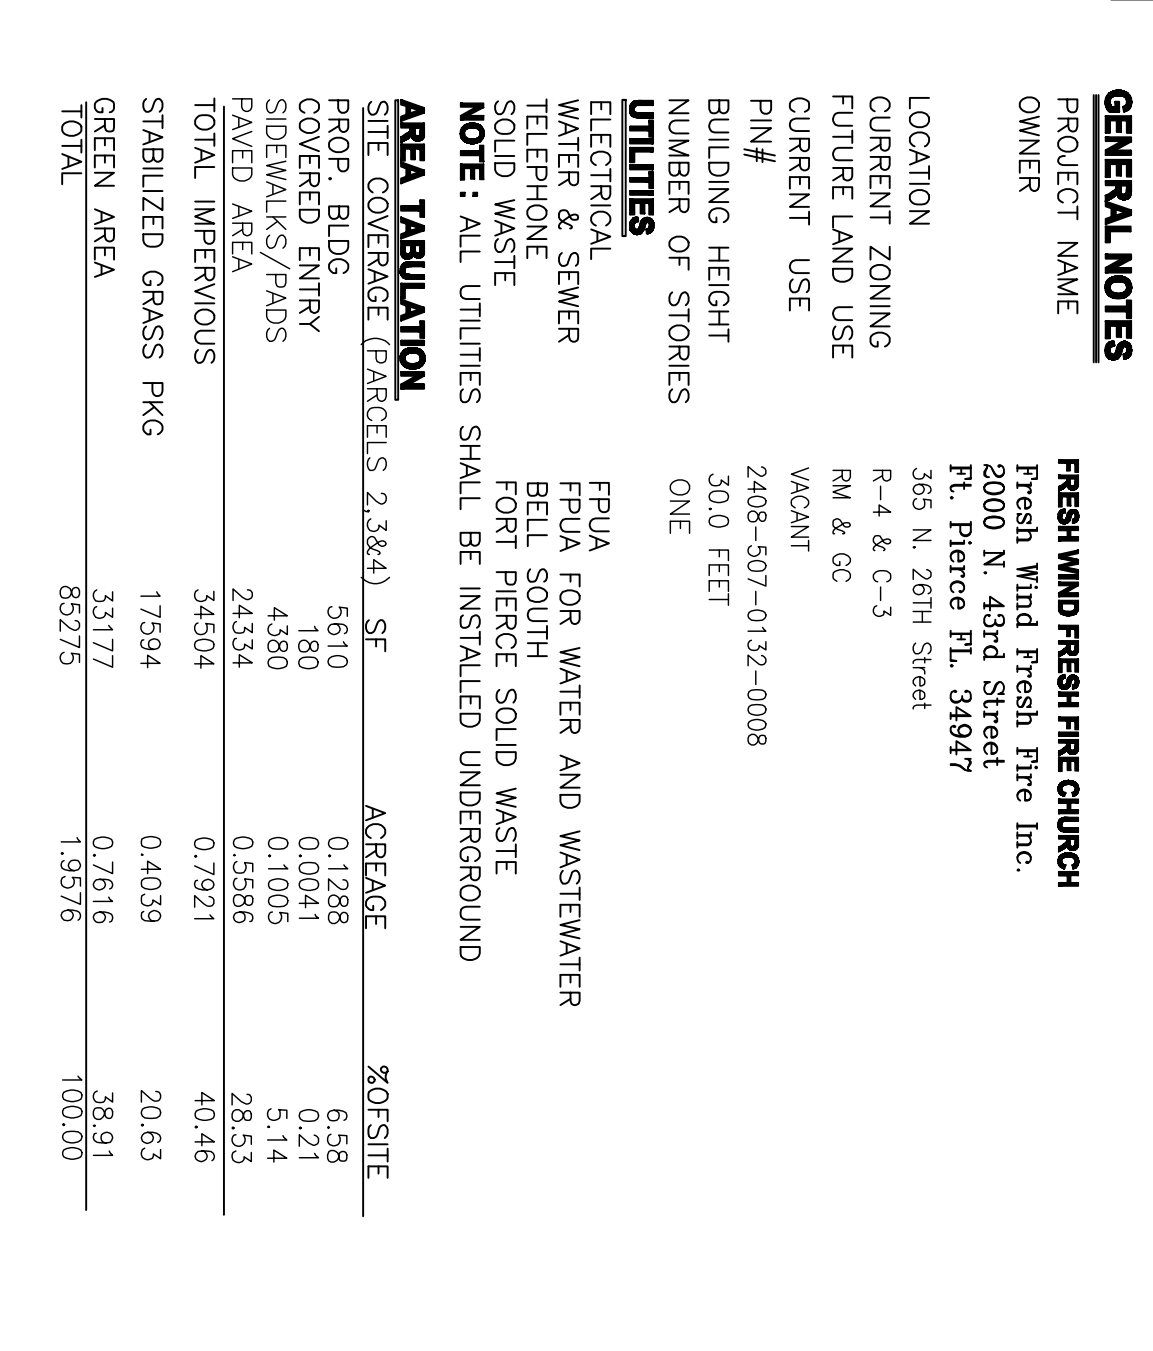 GENERAL NOTES
PROJECT NAME FRESH WIND FRESH FIRE CHURCH
OWNER Fresh Wind Fresh Fire Inc.
2000 N. 43rd Street
Ft. Pierce FL. 34947
LOCATION 365 N. 26TH Street
CURRENT ZONING R-4 & C-3
FUTURE LAND USE RM & GC
CURRENT USE VACANT
PIN# 2408-507-0132-0008
BUILDING HEIGHT 30.0 FEET
NUMBER OF STORIES ONE
UTILITIES
ELECTRICAL FPUA
WATER & SEWER FPUA FOR WATER AND WASTEWATER
TELEPHONE BELL SOUTH
SOLID WASTE FORT PIERCE SOLID WASTE
NOTE: ALL UTILITIES SHALL BE INSTALLED UNDERGROUND
AREA TABULATION
SITE COVERAGE (PARCELS 2,3&4) SF ACREAGE %OFSITE
PROP. BLDG 5610 0.1288 6.58
COVERED ENTRY 180 0.0041 0.21
SIDEWALKS/PADS 4380 0.1005 5.14
PAVED AREA 24334 0.5586 28.53
TOTAL IMPERVIOUS 34504 0.7921 40.46
STABILIZED GRASS PKG 17594 0.4039 20.63
GREEN AREA 33177 0.7616 38.91
TOTAL 85275 1.9576 100.00